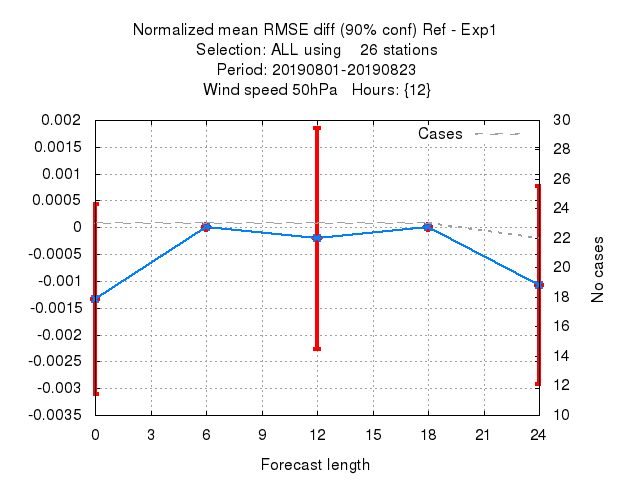 Normalized mean RMSE diff (90% conf) Ref - Exp1
Selection: ALL using    26 stations
Period: 20190801-20190823
Wind speed 50hPa   Hours: {12}
Cases
0.002
0.0015
0.001
0.0005
0
-0.0005
-0.001
-0.0015
-0.002
-0.0025
-0.003
-0.0035
30
28
26
24
22
20
18
16
14
12
10
No cases
0 3 6 9 12 15 18 21 24
Forecast length